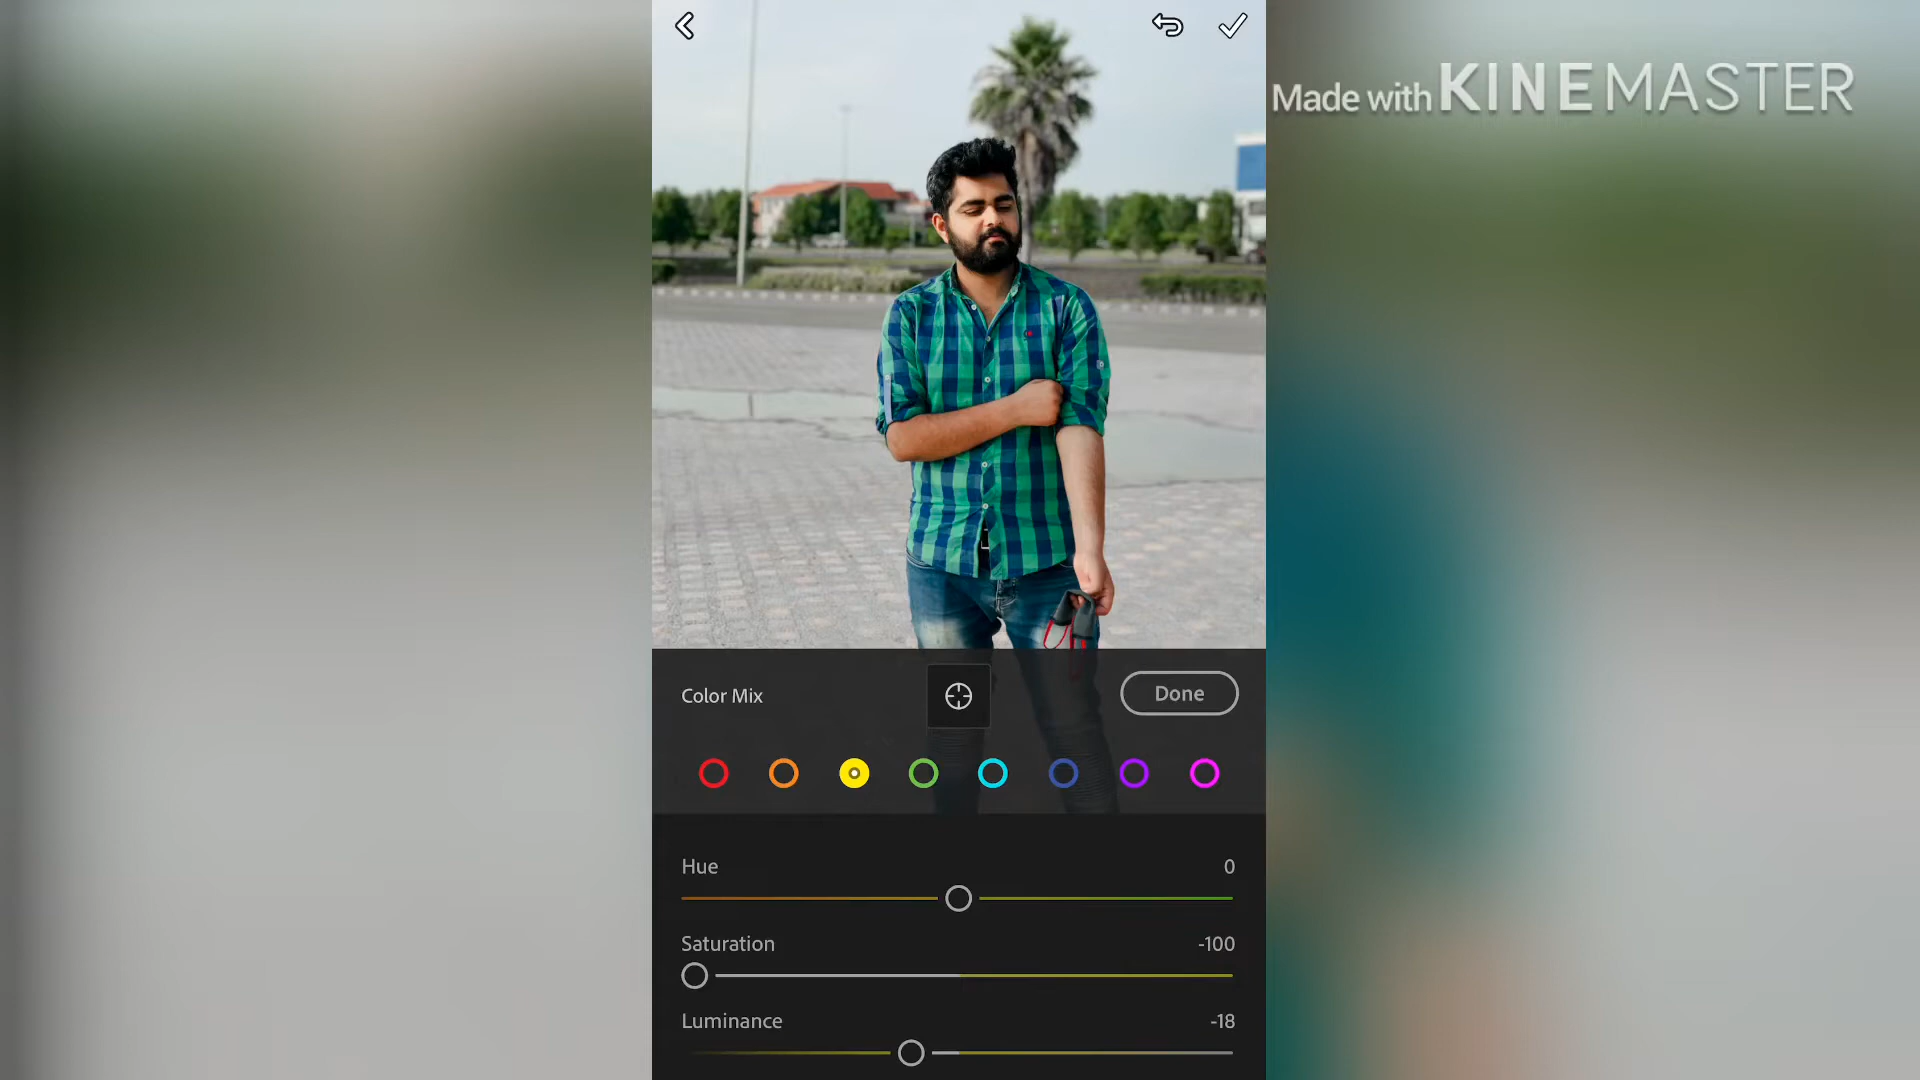 Made with KINEMASTER
Color Mix
Done
Hue 0
Saturation -100
Luminance -18